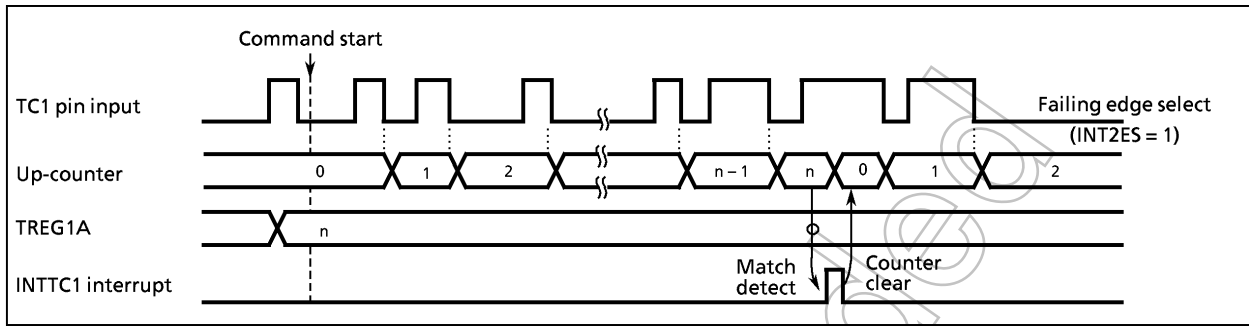 Command start
TC1 pin input
Failing edge select
(INT2ES = 1)
Up-counter
0
1
2
n – 1
n
0
1
2
TREG1A
n
INTTC1 interrupt
Match
detect
Counter
clear